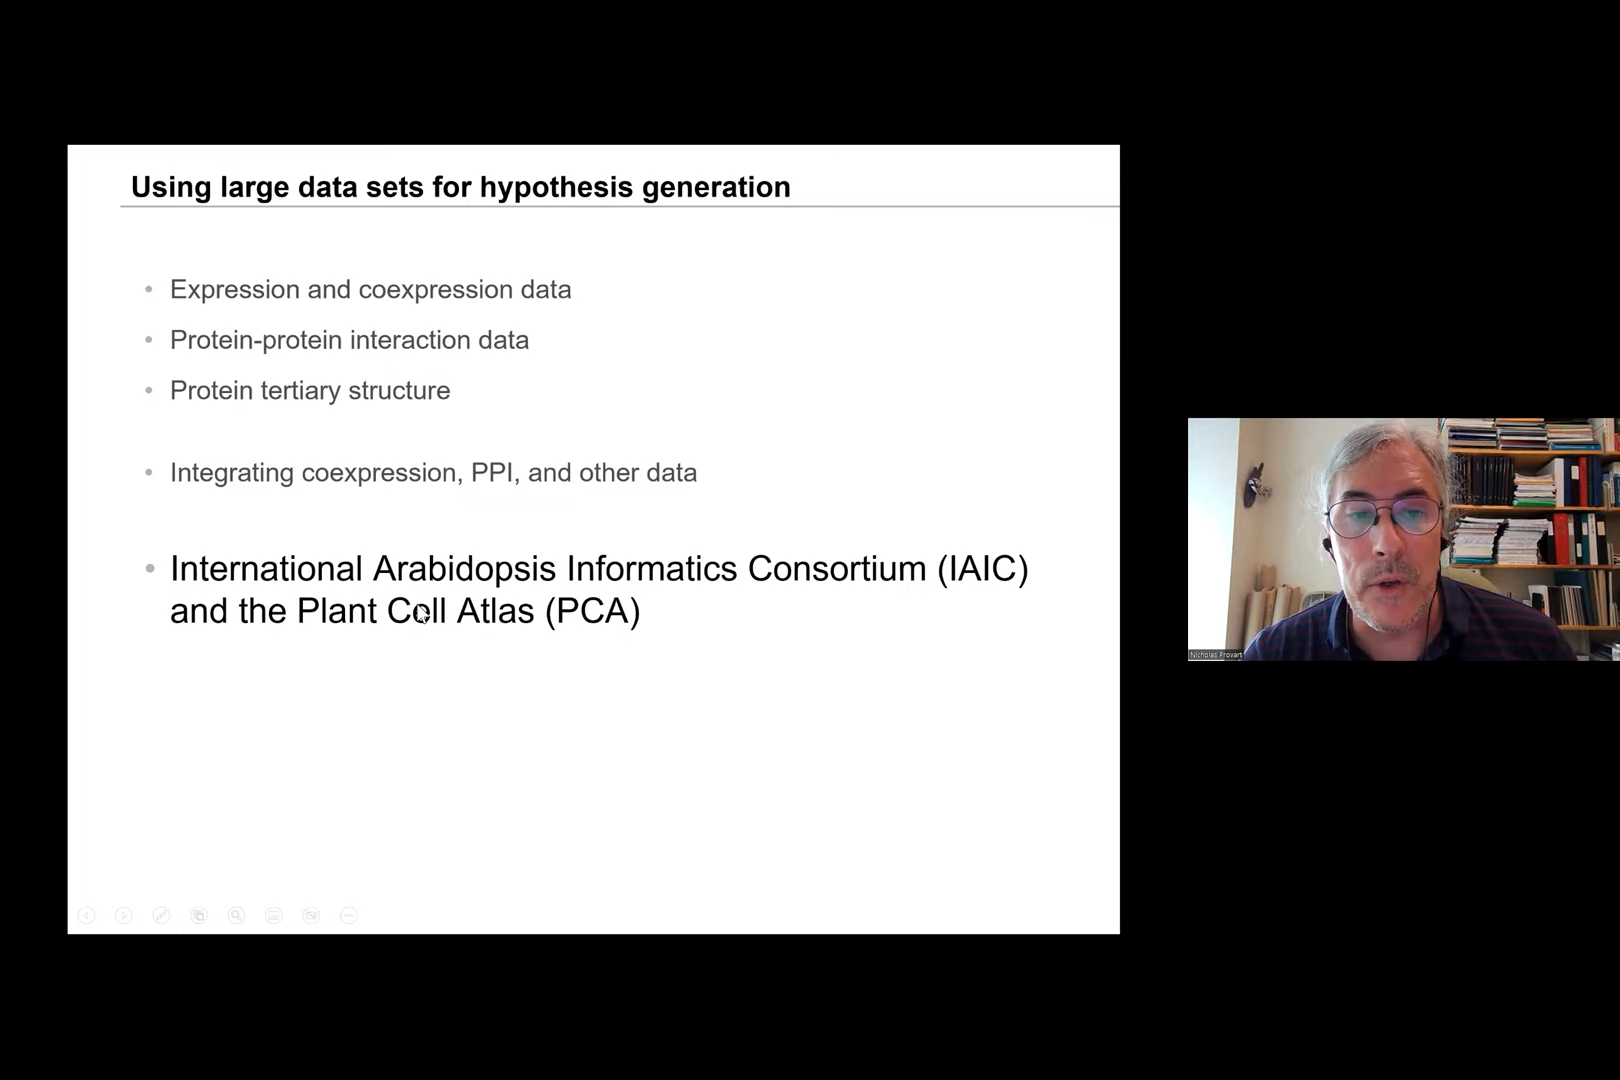 Using large data sets for hypothesis generation
• Expression and coexpression data
• Protein-protein interaction data
• Protein tertiary structure
• Integrating coexpression, PPI, and other data
• International Arabidopsis Informatics Consortium (IAIC)
and the Plant Cell Atlas (PCA)
Nicholas Provart